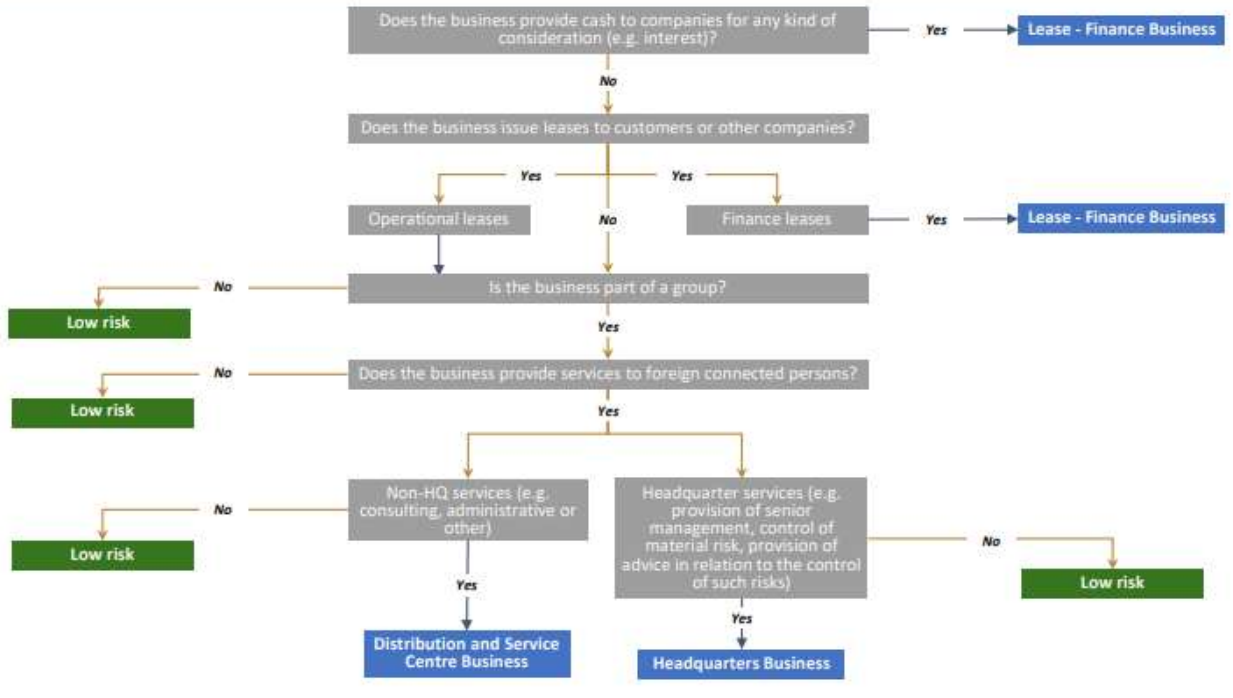 Does the business provide cash to companies for any kind of
consideration (e.g. interest)?
Yes
Lease - Finance Business
No
Does the business issue leases to customers or other companies?
Yes
Yes
Operational leases
No
Finance leases
Yes
Lease - Finance Business
No
Is the business part of a group?
Low risk
Yes
No
Does the business provide services to foreign connected persons?
Low risk
Yes
Non-HQ services (e.g.
consulting, administrative or
other)
Headquarter services (e.g.
provision of senior
management, control of
material risk, provision of
advice in relation to the control
of such risks)
No
No
Low risk
Low risk
Yes
Yes
Distribution and Service
Centre Business
Headquarters Business